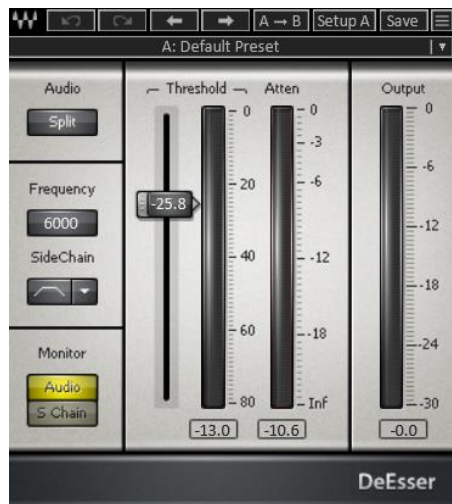 A → B Setup A Save
A: Default Preset
Audio
Split
Frequency
6000
SideChain
Monitor
Audio
S Chain
Threshold Atten
0 0
-3
20 -6
-25.8
40 -12
60 -18
80 Inf
-13.0 -10.6
Output
0
-6
-12
-18
-24
-30
-0.0
DeEsser